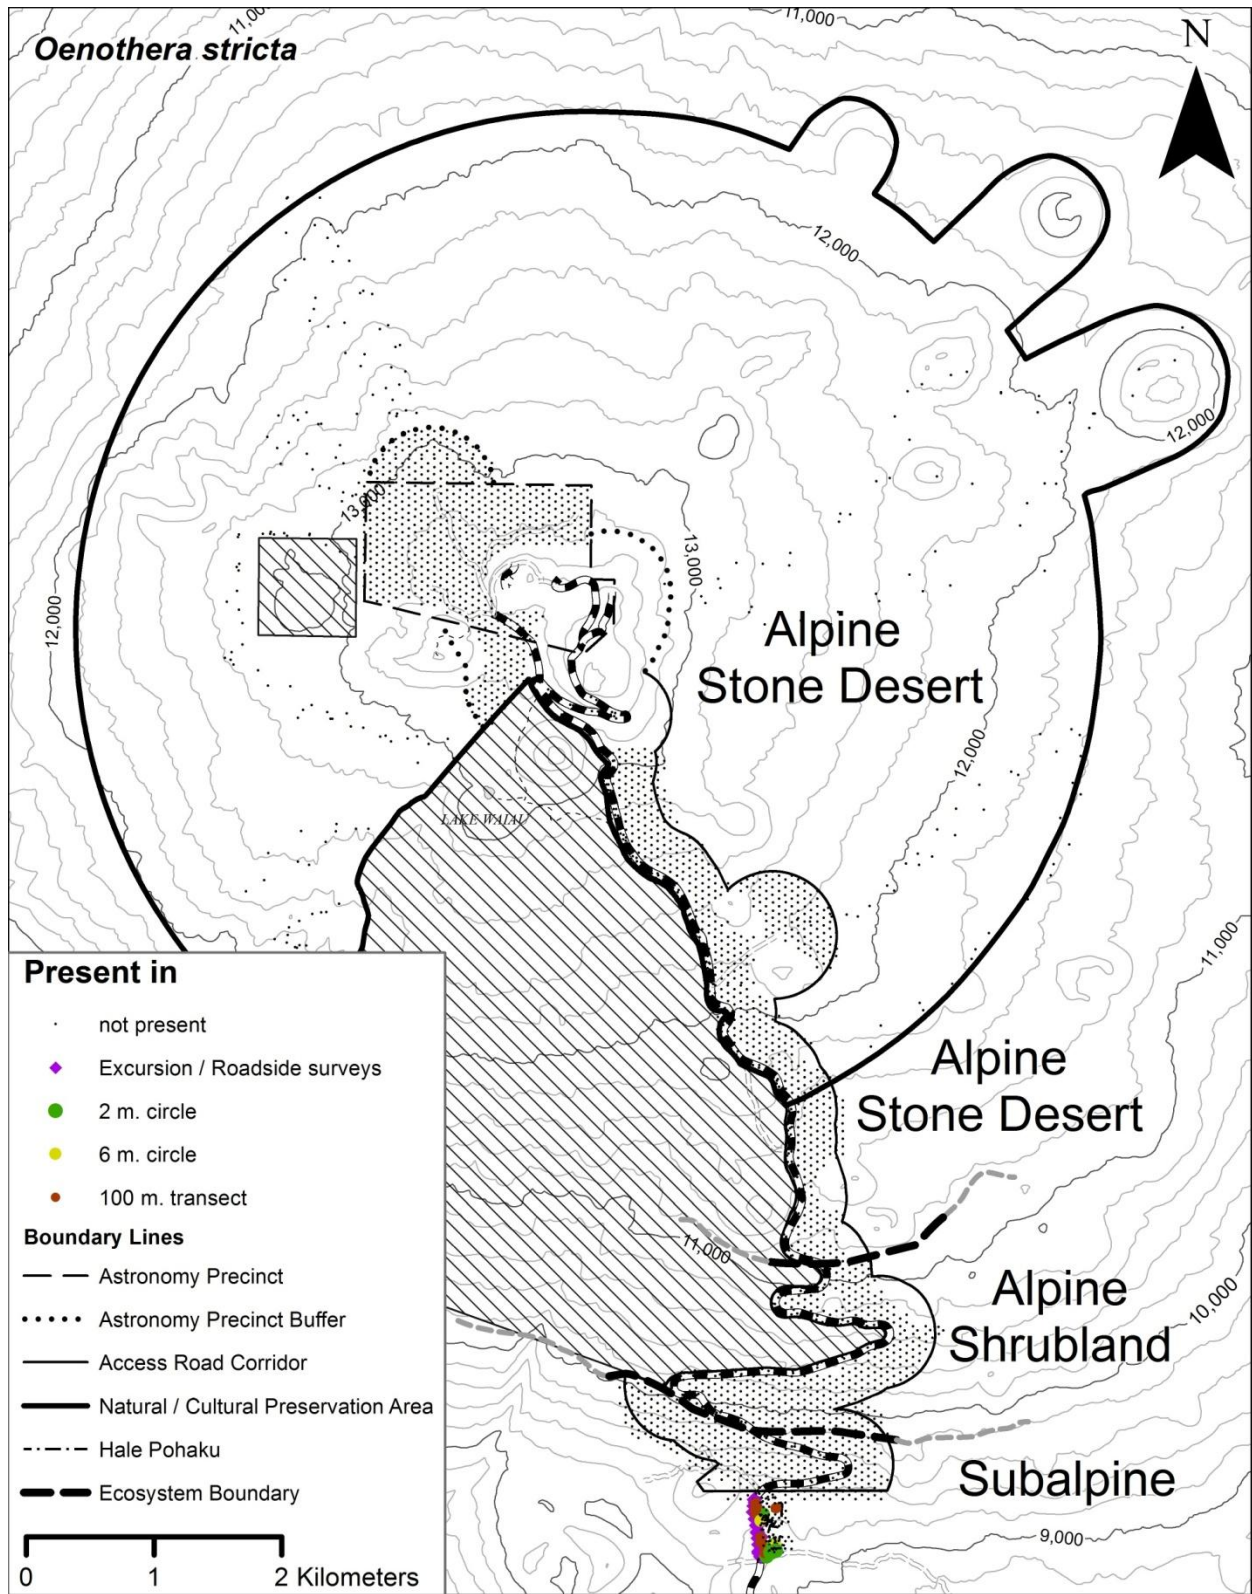 Oenothera stricta
11,000
11,000
N
12,000
12,000
13,000
13,000
12,000
Alpine
Stone Desert
12,000
LAKE WAIAU
11,000
Alpine
Stone Desert
11,000
Alpine
Shrubland
10,000
Subalpine
9,000
Present in
not present
Excursion / Roadside surveys
2 m. circle
6 m. circle
100 m. transect
Boundary Lines
Astronomy Precinct
Astronomy Precinct Buffer
Access Road Corridor
Natural / Cultural Preservation Area
Hale Pohaku
Ecosystem Boundary
0 1 2 Kilometers